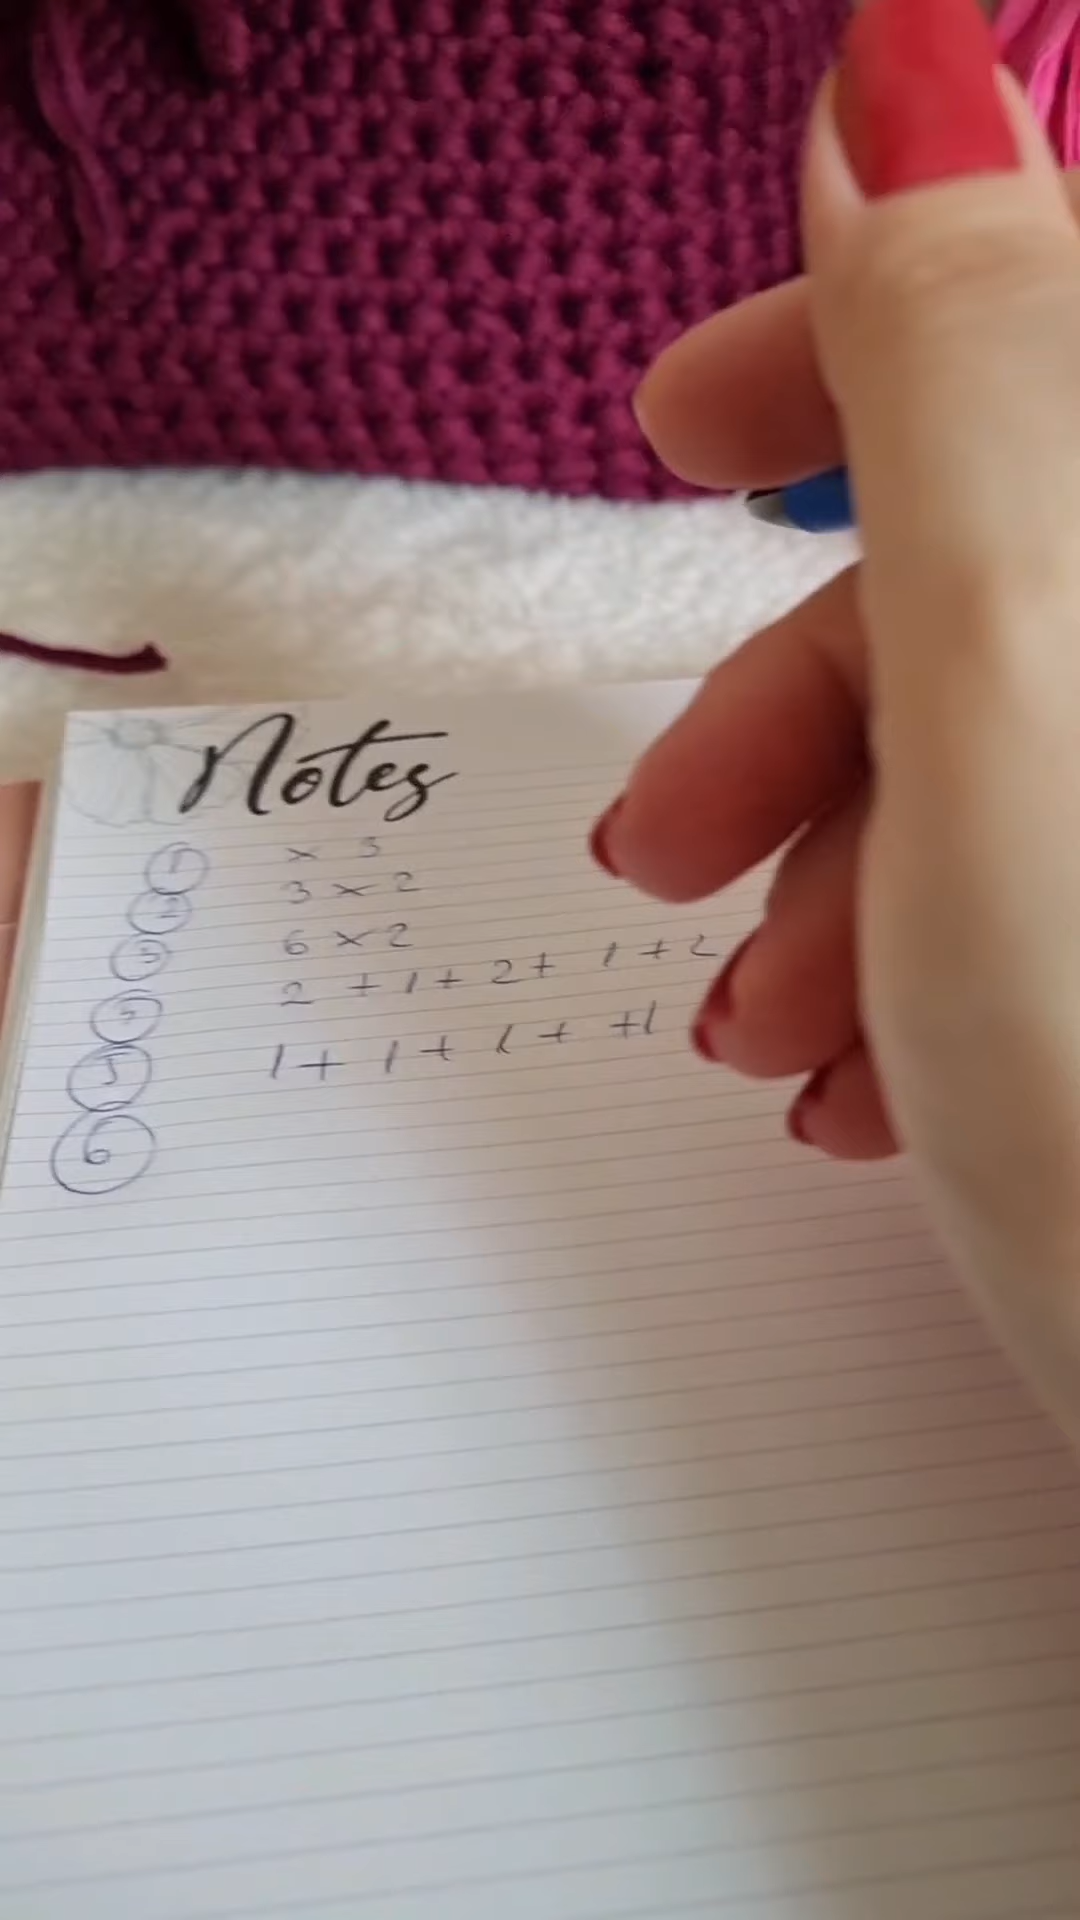 Notes
① x 3
② 3 x 2
③ 6 x 2
2 + 1 + 2 + 1 + 2
⑤ 1 + 1 + 1 + +1
⑥